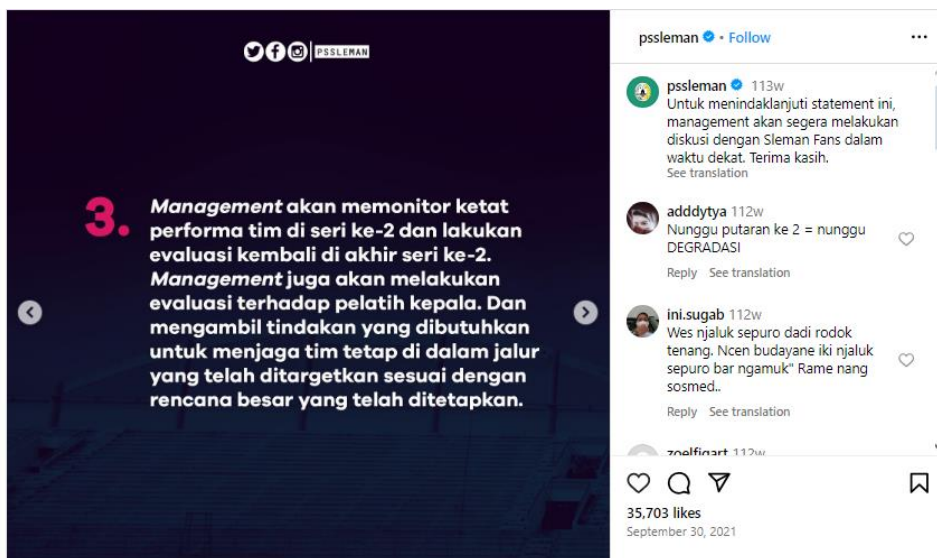 PSSLEMAN
3.
Management akan memonitor ketat
performa tim di seri ke-2 dan lakukan
evaluasi kembali di akhir seri ke-2.
Management juga akan melakukan
evaluasi terhadap pelatih kepala. Dan
mengambil tindakan yang dibutuhkan
untuk menjaga tim tetap di dalam jalur
yang telah ditargetkan sesuai dengan
rencana besar yang telah ditetapkan.
pssleman • Follow
pssleman 113w
Untuk menindaklanjuti statement ini,
management akan segera melakukan
diskusi dengan Sleman Fans dalam
waktu dekat. Terima kasih.
See translation
adddytya 112w
Nunggu putaran ke 2 = nunggu
DEGRADASI
Reply See translation
ini.sugab 112w
Wes njaluk sepuro dadi rodok
tenang. Ncen budayane iki njaluk
sepuro bar ngamuk" Rame nang
sosmed..
Reply See translation
zoelfigart 112w
35,703 likes
September 30, 2021